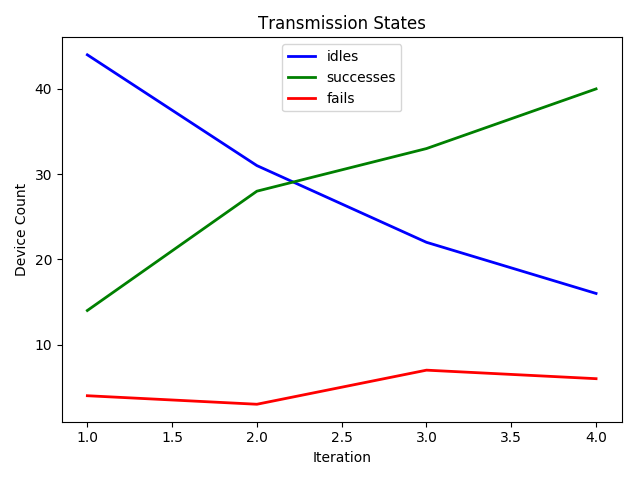 Transmission States
idles
successes
fails
Device Count
40
30
20
10
1.0 1.5 2.0 2.5 3.0 3.5 4.0
Iteration